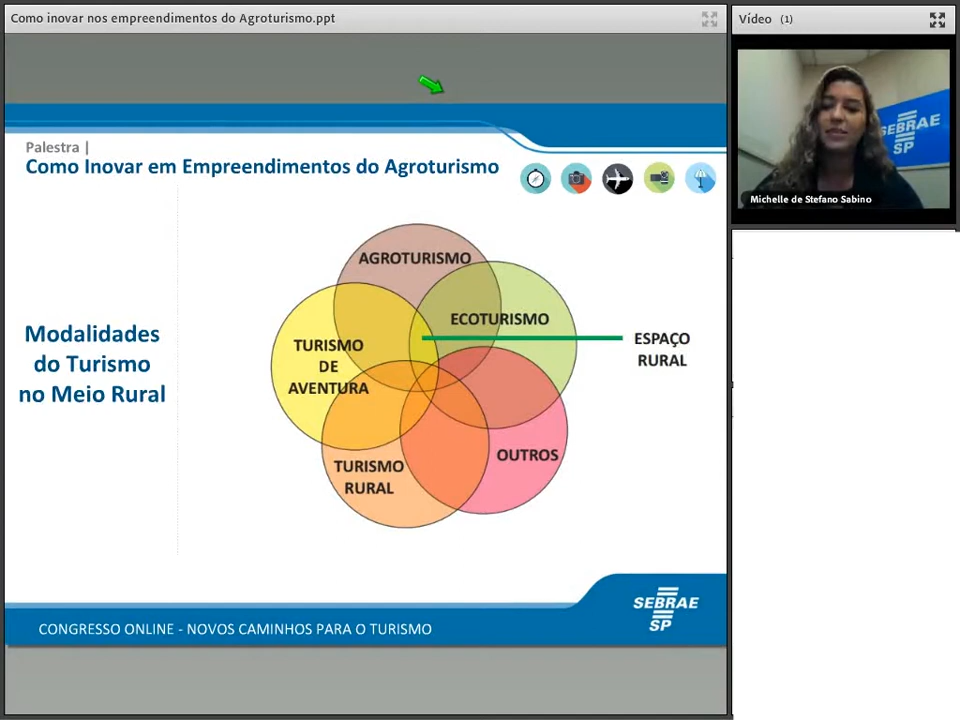 Como inovar nos empreendimentos do Agroturismo.ppt
Vídeo (1)
SEBRAE
SP
Michelle de Stefano Sabino
Palestra |
Como Inovar em Empreendimentos do Agroturismo
Modalidades
do Turismo
no Meio Rural
AGROTURISMO
ECOTURISMO
ESPAÇO
RURAL
TURISMO
DE
AVENTURA
OUTROS
TURISMO
RURAL
SEBRAE
SP
CONGRESSO ONLINE - NOVOS CAMINHOS PARA O TURISMO